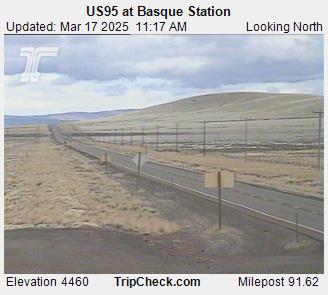 US95 at Basque Station
Updated: Mar 17 2025 11:17 AM Looking North
Elevation 4460 TripCheck.com Milepost 91.62